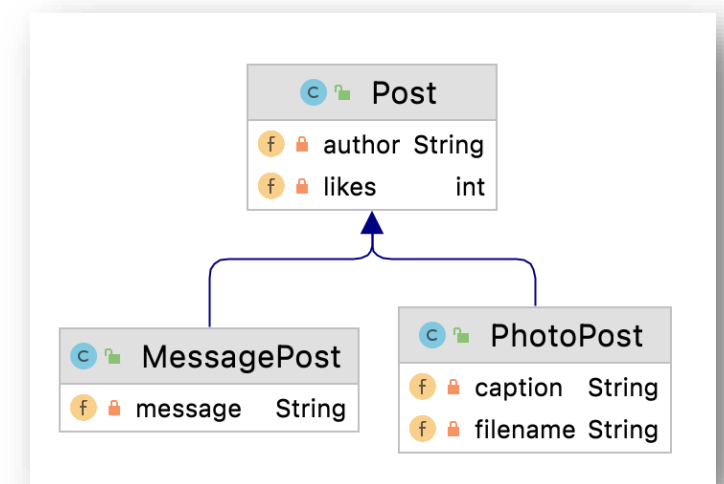 C Post
f author String
f likes int
C MessagePost
f message String
C PhotoPost
f caption String
f filename String